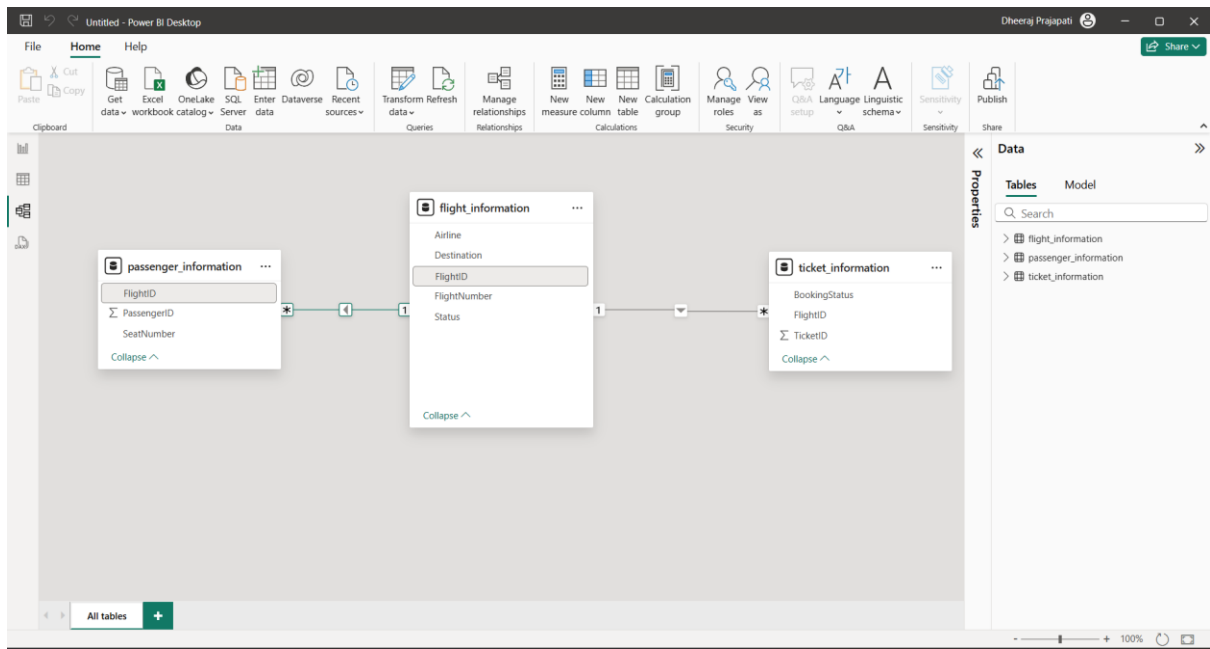 Untitled - Power BI Desktop
Dheeraj Prajapati
File Home Help
Share
Paste
Cut
Copy
Get data
Excel workbook
OneLake catalog
SQL Server
Enter data
Dataverse
Recent sources
Transform data
Refresh
Manage relationships
New measure
New column
New table
Calculation group
Manage roles
View as
Q&A setup
Language
Linguistic schema
Sensitivity
Publish
Clipboard
Data
Queries
Relationships
Calculations
Security
Q&A
Sensitivity
Share
passenger_information
FlightID
Σ PassengerID
SeatNumber
Collapse
* 1
flight_information
Airline
Destination
FlightID
FlightNumber
Status
Collapse
1 *
ticket_information
BookingStatus
FlightID
Σ TicketID
Collapse
Properties
Data
Tables Model
Search
flight_information
passenger_information
ticket_information
All tables +
- + 100%